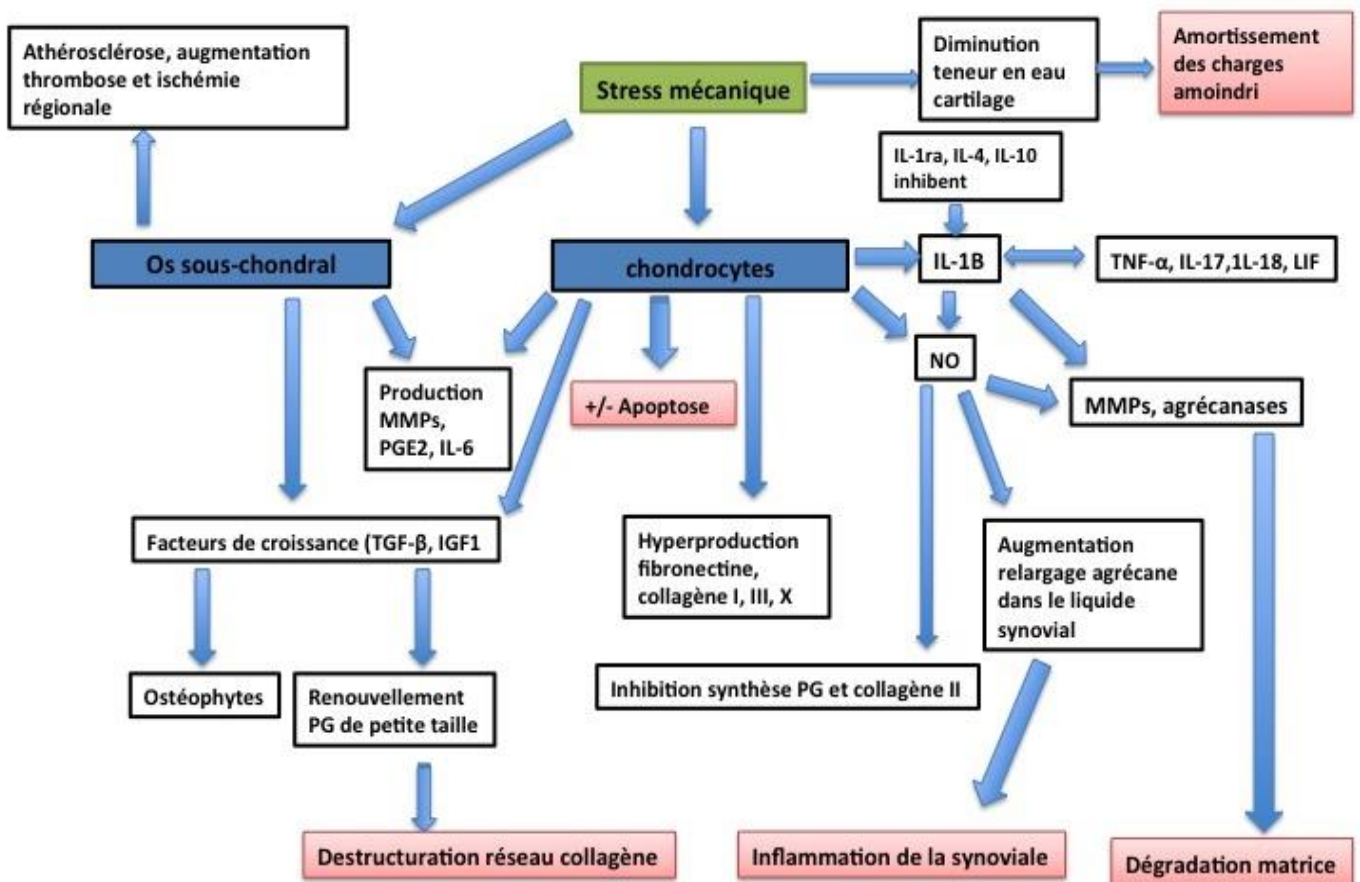 Athérosclérose, augmentation
thrombose et ischémie
régionale
Stress mécanique
Diminution
teneur en eau
cartilage
Amortissement
des charges
amoindri
IL-1ra, IL-4, IL-10
inhibent
Os sous-chondral
chondrocytes
IL-1B
TNF-α, IL-17,1L-18, LIF
NO
Production
MMPs,
PGE2, IL-6
+/- Apoptose
MMPs, agrécanases
Facteurs de croissance (TGF-β, IGF1
Hyperproduction
fibronectine,
collagène I, III, X
Augmentation
relargage agrécane
dans le liquide
synovial
Ostéophytes
Renouvellement
PG de petite taille
Inhibition synthèse PG et collagène II
Destructuration réseau collagène
Inflammation de la synoviale
Dégradation matrice